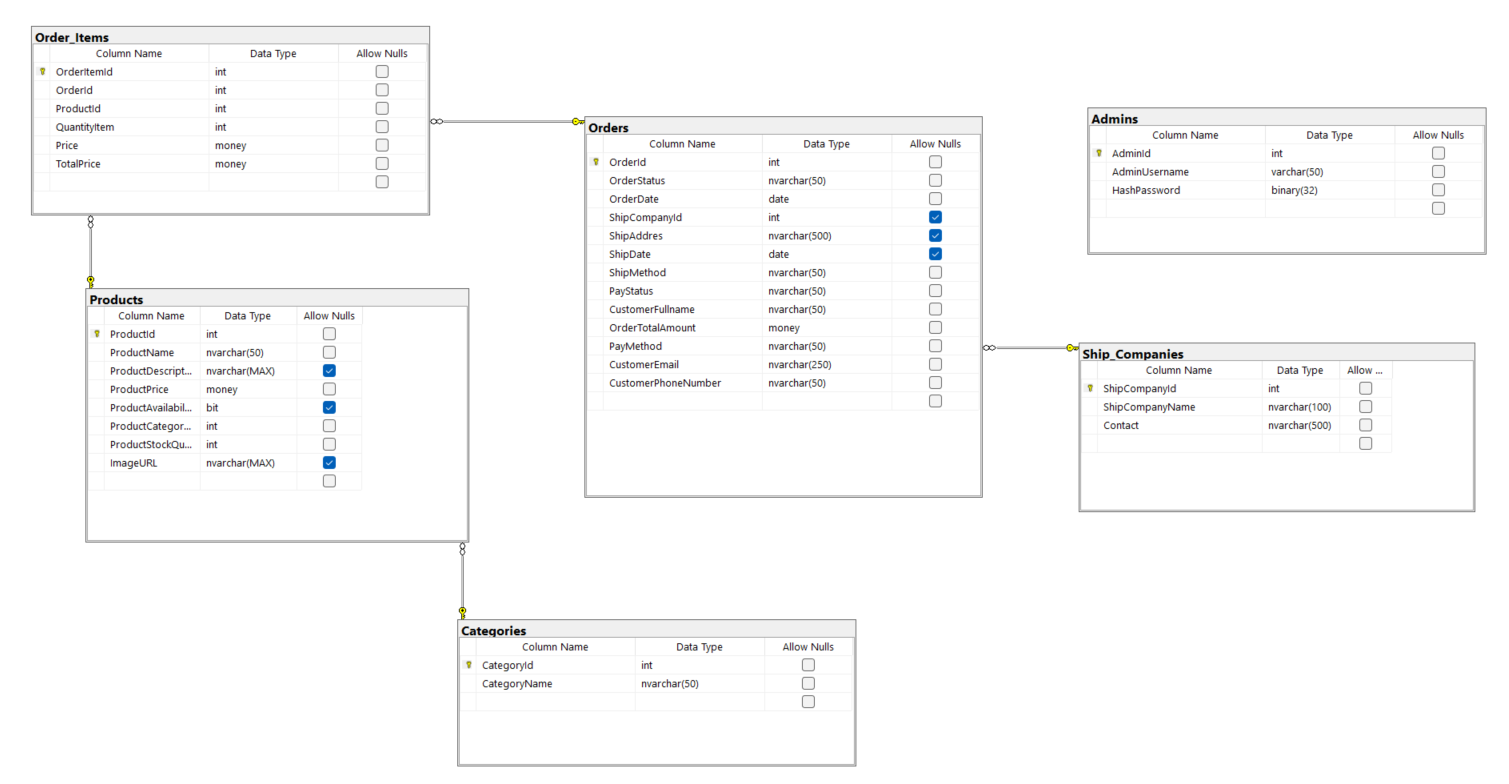 Order_Items
Column Name Data Type Allow Nulls
OrderItemId int
OrderId int
ProductId int
QuantityItem int
Price money
TotalPrice money
Orders
Column Name Data Type Allow Nulls
OrderId int
OrderStatus nvarchar(50)
OrderDate date
ShipCompanyId int
ShipAddres nvarchar(500)
ShipDate date
ShipMethod nvarchar(50)
PayStatus nvarchar(50)
CustomerFullname nvarchar(50)
OrderTotalAmount money
PayMethod nvarchar(50)
CustomerEmail nvarchar(250)
CustomerPhoneNumber nvarchar(50)
Admins
Column Name Data Type Allow Nulls
AdminId int
AdminUsername varchar(50)
HashPassword binary(32)
Products
Column Name Data Type Allow Nulls
ProductId int
ProductName nvarchar(50)
ProductDescript... nvarchar(MAX)
ProductPrice money
ProductAvailabil... bit
ProductCategor... int
ProductStockQu... int
ImageURL nvarchar(MAX)
Ship_Companies
Column Name Data Type Allow ...
ShipCompanyId int
ShipCompanyName nvarchar(100)
Contact nvarchar(500)
Categories
Column Name Data Type Allow Nulls
CategoryId int
CategoryName nvarchar(50)